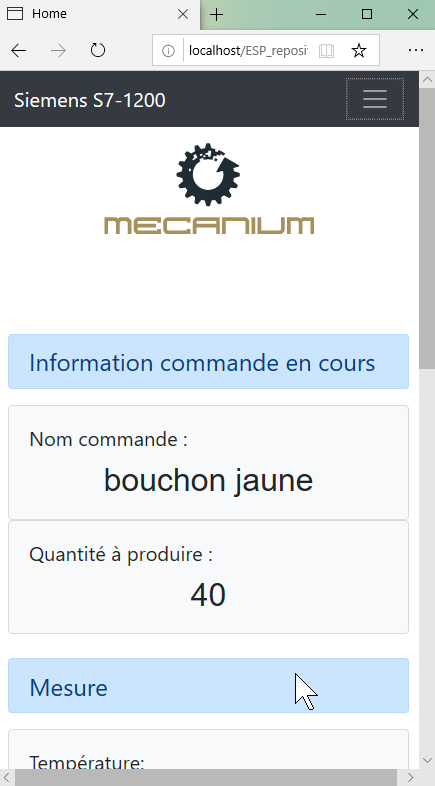 Home
localhost/ESP_reposi
Siemens S7-1200
MECANIUM
Information commande en cours
Nom commande :
bouchon jaune
Quantité à produire :
40
Mesure
Température: